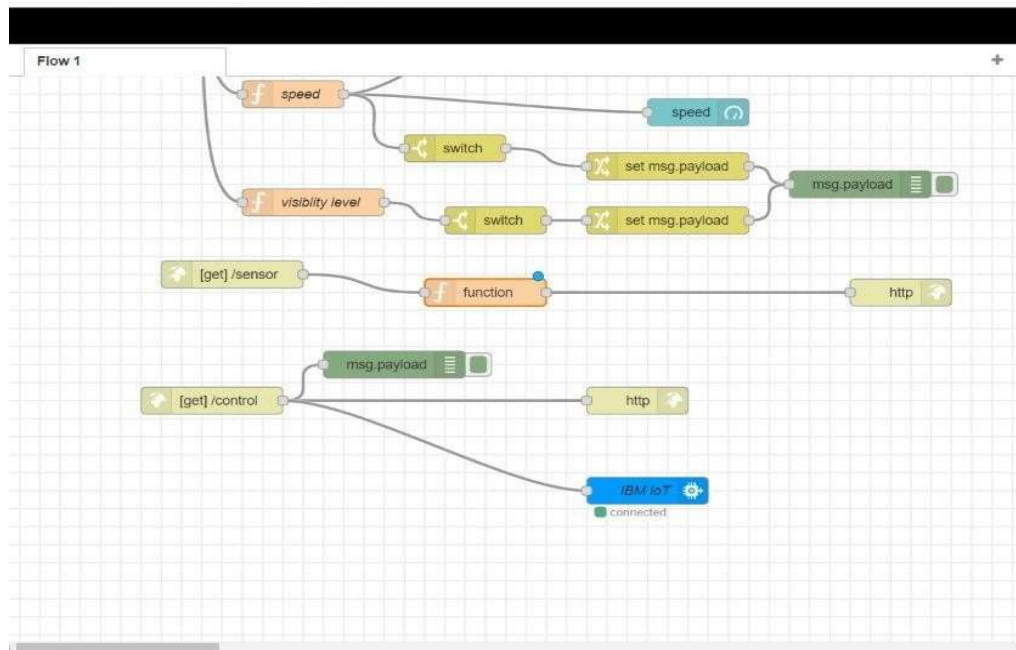 Flow 1
speed
speed
switch
set msg.payload
msg.payload
visiblity level
switch
set msg.payload
[get] /sensor
function
http
msg.payload
[get] /control
http
IBM IoT
connected